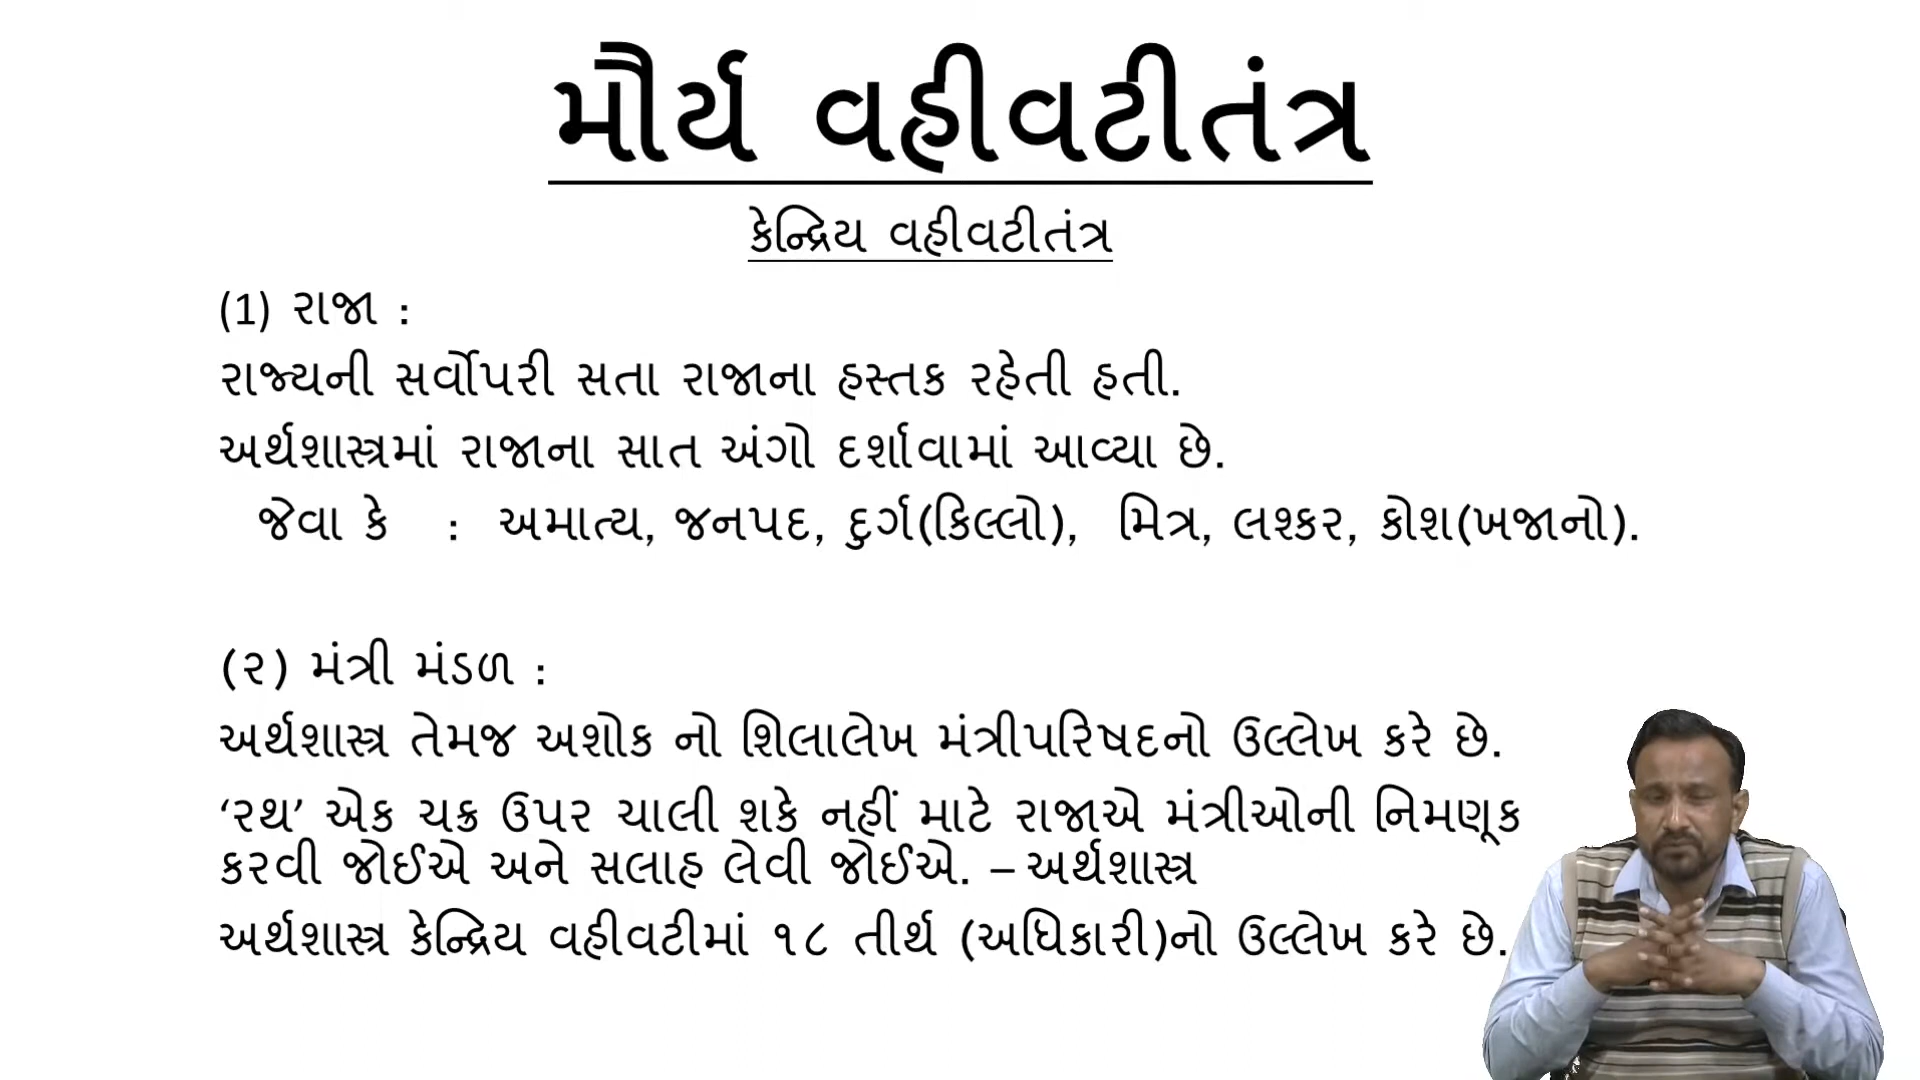 મૌર્ય વહીવટીતંત્ર
કેન્દ્રિય વહીવટીતંત્ર
(1) રાજા :
રાજ્યની સર્વોપરી સતા રાજાના હસ્તક રહેતી હતી.
અર્થશાસ્ત્રમાં રાજાના સાત અંગો દર્શાવામાં આવ્યા છે.
જેવા કે : અમાત્ય, જનપદ, દુર્ગ(કિલ્લો), મિત્ર, લશ્કર, કોશ(ખજાનો).
(૨) મંત્રી મંડળ :
અર્થશાસ્ત્ર તેમજ અશોક નો શિલાલેખ મંત્રીપરિષદનો ઉલ્લેખ કરે છે.
‘રથ’ એક ચક્ર ઉપર ચાલી શકે નહીં માટે રાજાએ મંત્રીઓની નિમણૂક
કરવી જોઈએ અને સલાહ લેવી જોઈએ. – અર્થશાસ્ત્ર
અર્થશાસ્ત્ર કેન્દ્રિય વહીવટીમાં ૧૮ તીર્થ (અધિકારી)નો ઉલ્લેખ કરે છે.